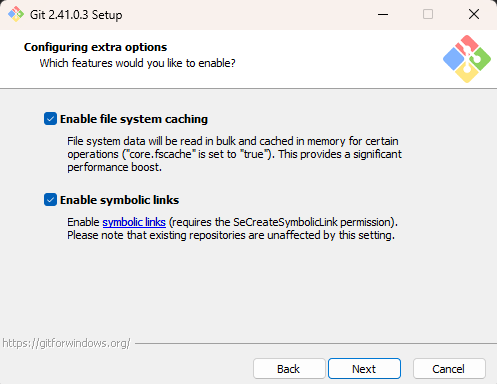 Git 2.41.0.3 Setup
Configuring extra options
Which features would you like to enable?
Enable file system caching
File system data will be read in bulk and cached in memory for certain
operations ("core.fscache" is set to "true"). This provides a significant
performance boost.
Enable symbolic links
Enable symbolic links (requires the SeCreateSymbolicLink permission).
Please note that existing repositories are unaffected by this setting.
https://gitforwindows.org/
Back Next Cancel